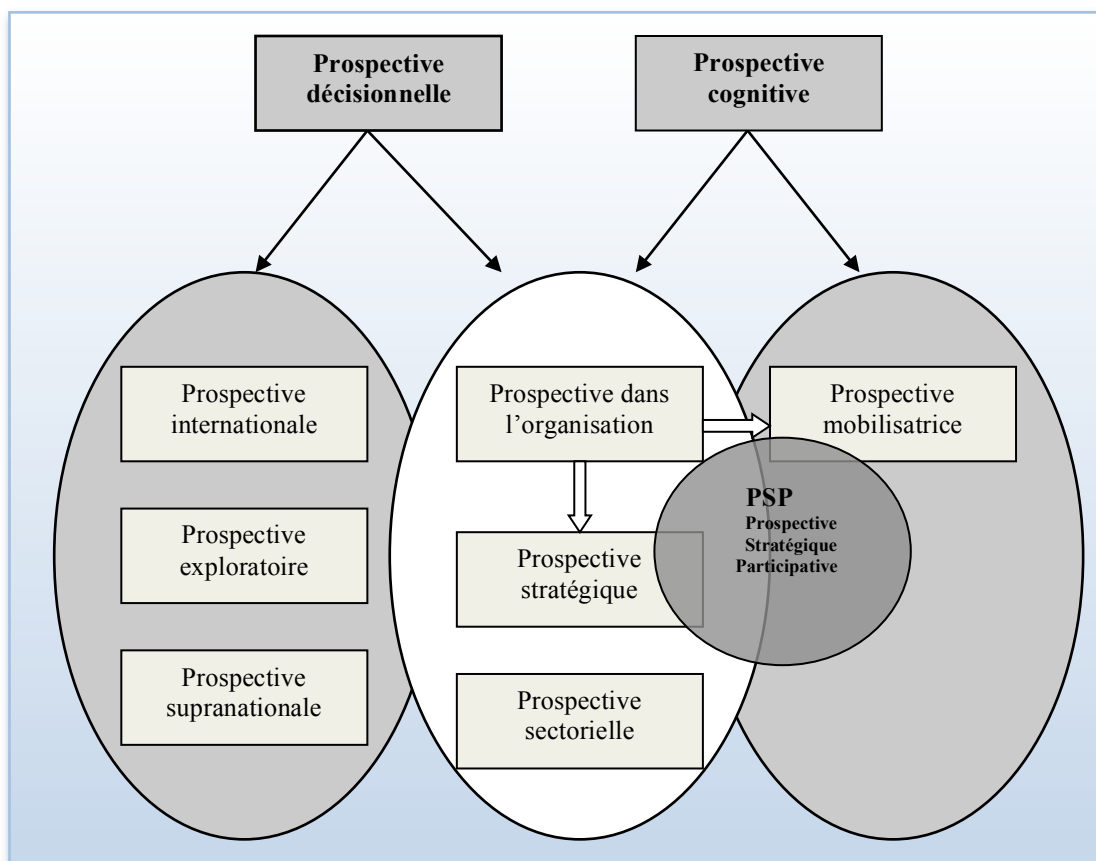 Prospective
décisionnelle
Prospective
cognitive
Prospective
internationale
Prospective dans
l’organisation
Prospective
mobilisatrice
PSP
Prospective
Stratégique
Participative
Prospective
exploratoire
Prospective
stratégique
Prospective
supranationale
Prospective
sectorielle